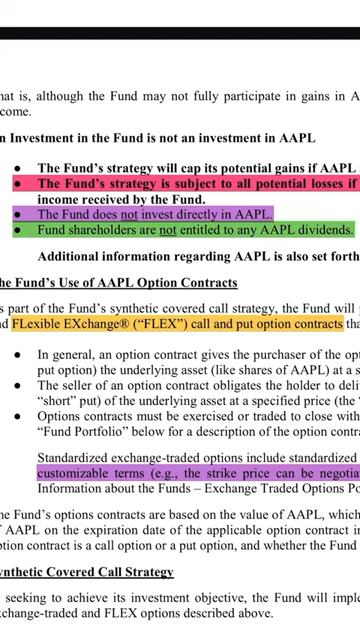 hat is, although the Fund may not fully participate in gains in A
come.
n Investment in the Fund is not an investment in AAPL
● The Fund's strategy will cap its potential gains if AAPL
● The Fund's strategy is subject to all potential losses if
income received by the Fund.
● The Fund does not invest directly in AAPL.
● Fund shareholders are not entitled to any AAPL dividends.
Additional information regarding AAPL is also set forth
he Fund's Use of AAPL Option Contracts
s part of the Fund's synthetic covered call strategy, the Fund will p
nd FLexible EXchange® ("FLEX") call and put option contracts tha
● In general, an option contract gives the purchaser of the opt
put option) the underlying asset (like shares of AAPL) at a s
● The seller of an option contract obligates the holder to deliv
"short" put) of the underlying asset at a specified price (the "
● Options contracts must be exercised or traded to close with
"Fund Portfolio" below for a description of the option contra
Standardized exchange-traded options include standardized
customizable terms (e.g., the strike price can be negotia
Information about the Funds – Exchange Traded Options Po
he Fund's options contracts are based on the value of AAPL, which
f AAPL on the expiration date of the applicable option contract in
ption contract is a call option or a put option, and whether the Fund
ynthetic Covered Call Strategy
seeking to achieve its investment objective, the Fund will imple
xchange-traded and FLEX options described above.